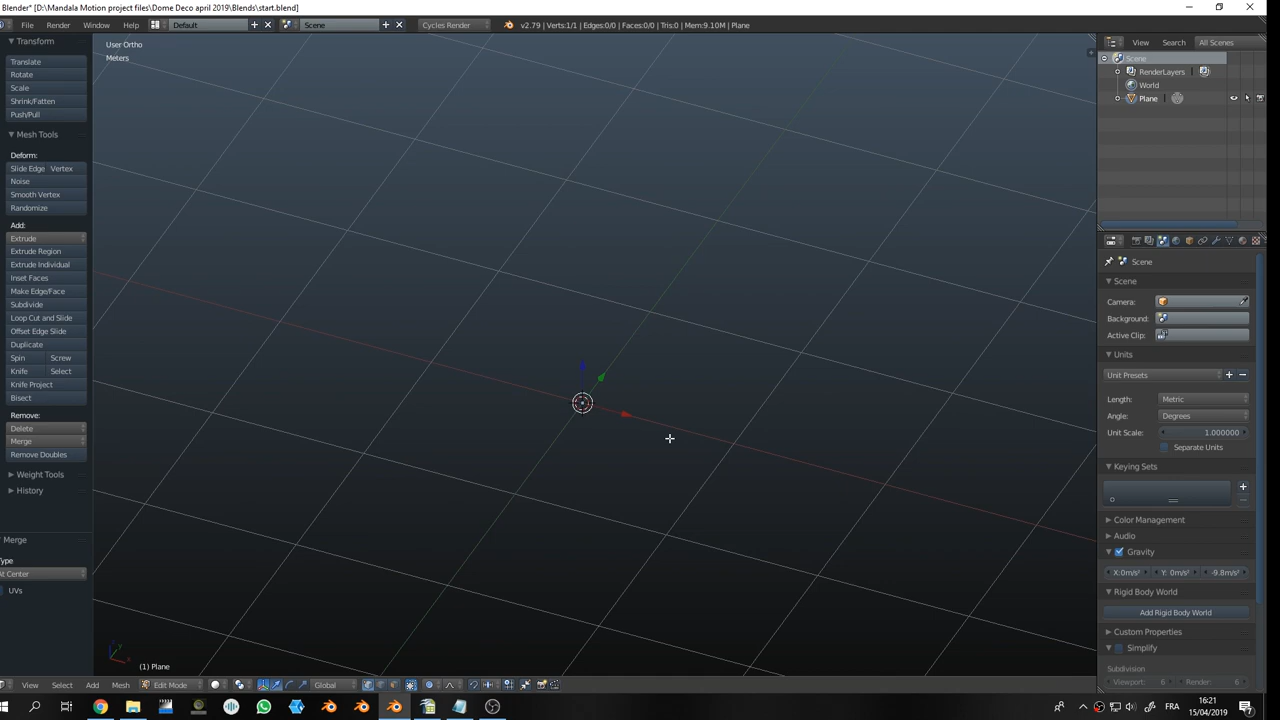 Blender* [D:\Mandala Motion project files\Dome Deco april 2019\Blends\start.blend]
File Render Window Help Default Scene Cycles Render v2.79 | Verts:1/1 | Edges:0/0 | Faces:0/0 | Tris:0 | Mem:9.10M | Plane
Transform
Translate
Rotate
Scale
Shrink/Fatten
Push/Pull
Mesh Tools
Deform:
Slide Edge Vertex
Noise
Smooth Vertex
Randomize
Add:
Extrude
Extrude Region
Extrude Individual
Inset Faces
Make Edge/Face
Subdivide
Loop Cut and Slide
Offset Edge Slide
Duplicate
Spin Screw
Knife Select
Knife Project
Bisect
Remove:
Delete
Merge
Remove Doubles
Weight Tools
History
Merge
Type
At Center
UVs
User Ortho
Meters
(1) Plane
View Select Add Mesh Edit Mode Global
View Search All Scenes
Scene
RenderLayers
World
Plane
Scene
Scene
Camera:
Background:
Active Clip:
Units
Unit Presets
Length: Metric
Angle: Degrees
Unit Scale: 1.000000
Separate Units
Keying Sets
Color Management
Audio
Gravity
X:0m/s² Y: 0m/s² -9.8m/s²
Rigid Body World
Add Rigid Body World
Custom Properties
Simplify
Subdivision
Viewport: 6 Render: 6
16:21
15/04/2019